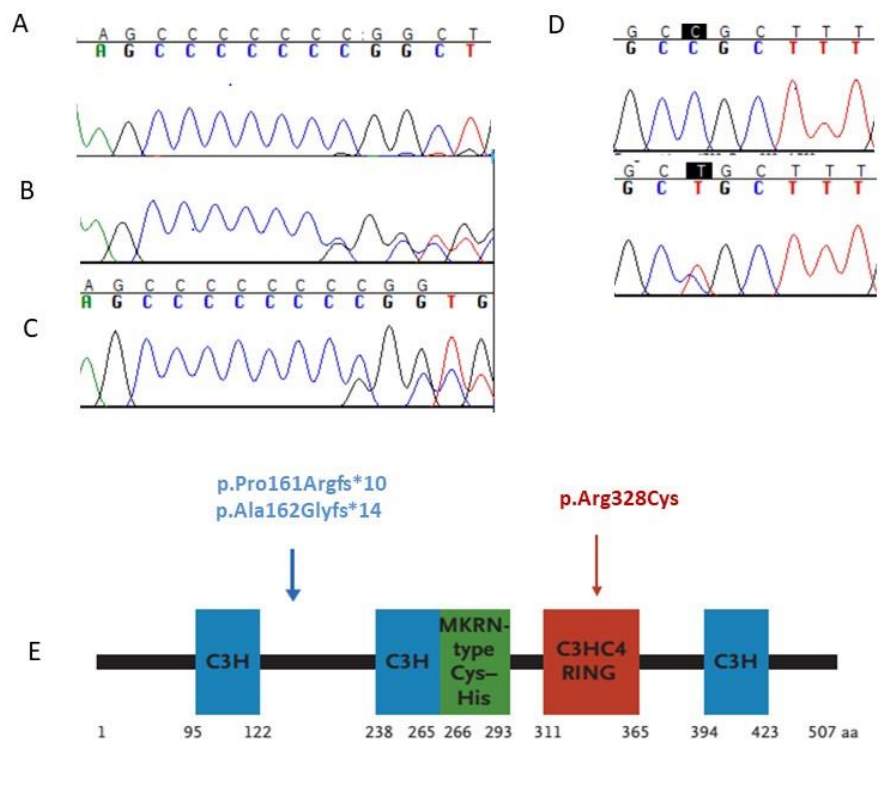 A
A G C C C C C C C : G G C T
A G C C C C C C C G G C T
B
A G C C C C C C C C G G
A G C C C C C C C C G G T G
C
D
G C C G C T T T
G C C G C T T T
G C T G C T T T
G C T G C T T T
p.Pro161Argfs*10
p.Ala162Glyfs*14
p.Arg328Cys
E
C3H
C3H
MKRN-
type
Cys–
His
C3HC4
RING
C3H
1 95 122 238 265 266 293 311 365 394 423 507 aa